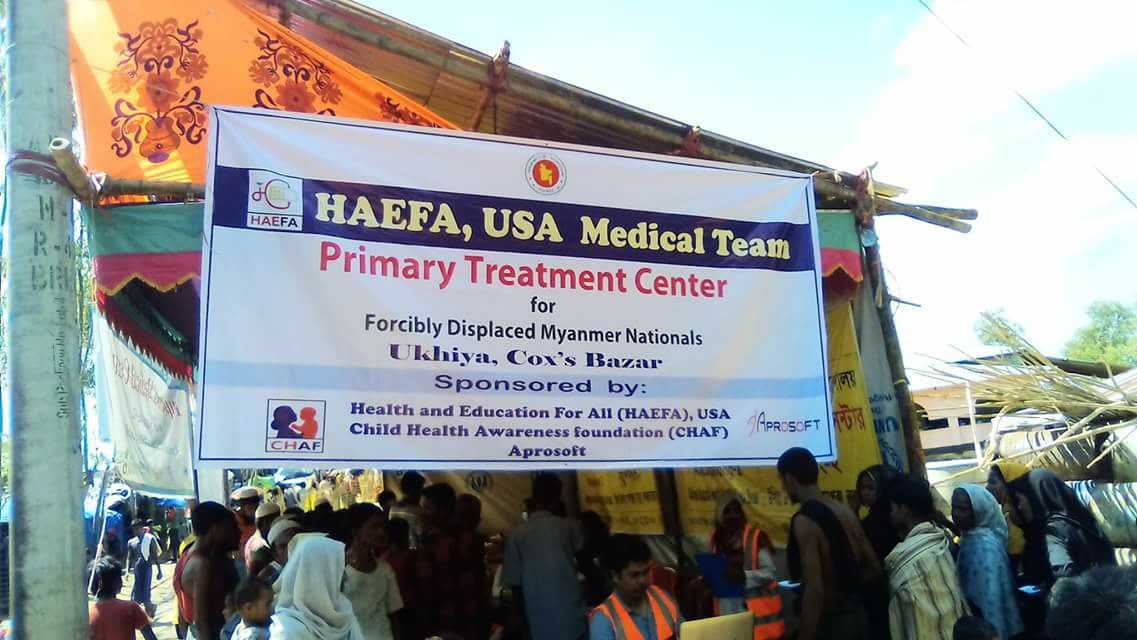 HAEFA
HAEFA, USA Medical Team
Primary Treatment Center
for
Forcibly Displaced Myanmer Nationals
Ukhiya, Cox's Bazar
Sponsored by:
Health and Education For All (HAEFA), USA
Child Health Awareness foundation (CHAF)
Aprosoft
CHAF
APROSOFT